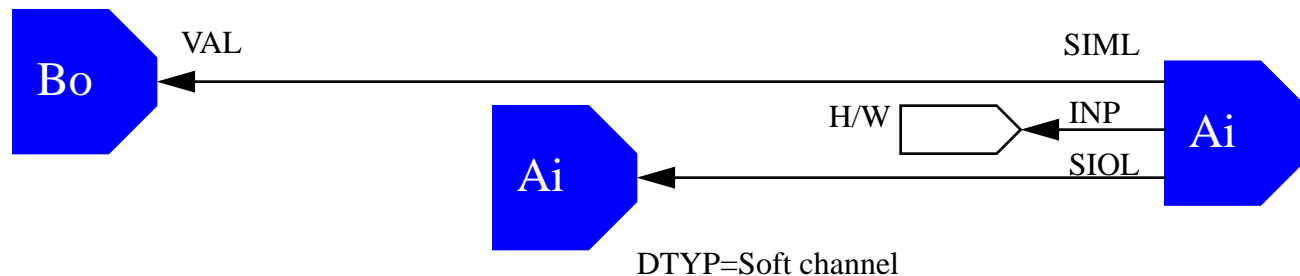 VAL
SIML
Bo
H/W
INP
Ai
Ai
SIOL
DTYP=Soft channel